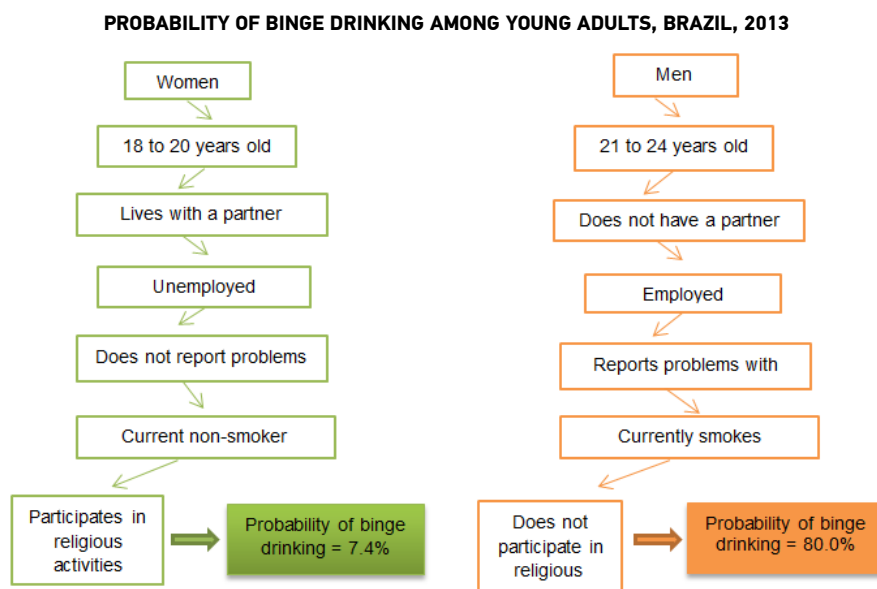 PROBABILITY OF BINGE DRINKING AMONG YOUNG ADULTS, BRAZIL, 2013
Women
18 to 20 years old
Lives with a partner
Unemployed
Does not report problems
Current non-smoker
Participates in
religious
activities
Probability of binge
drinking = 7.4%
Men
21 to 24 years old
Does not have a partner
Employed
Reports problems with
Currently smokes
Does not
participate in
religious
Probability of binge
drinking = 80.0%